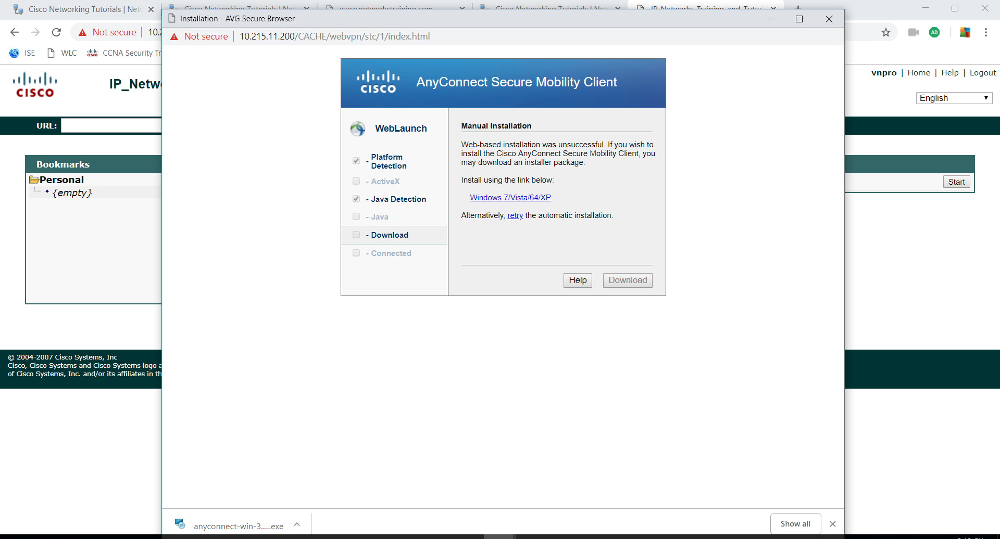 Cisco Networking Tutorials | Netw
Installation - AVG Secure Browser
Not secure
10.2
Not secure
10.215.11.200/CACHE/webvpn/stc/1/index.html
ISE
WLC
CCNA Security Tr
CISCO
IP_Netwo
vnpro | Home | Help | Logout
English
URL:
Bookmarks
Personal
{empty}
Start
CISCO
AnyConnect Secure Mobility Client
WebLaunch
- Platform
Detection
- ActiveX
- Java Detection
- Java
- Download
- Connected
Manual Installation
Web-based installation was unsuccessful. If you wish to
install the Cisco AnyConnect Secure Mobility Client, you
may download an installer package.
Install using the link below:
Windows 7/Vista/64/XP
Alternatively, retry the automatic installation.
Help
Download
© 2004-2007 Cisco Systems, Inc
Cisco, Cisco Systems and Cisco Systems logo a
of Cisco Systems, Inc. and/or its affiliates in th
anyconnect-win-3.....exe
Show all